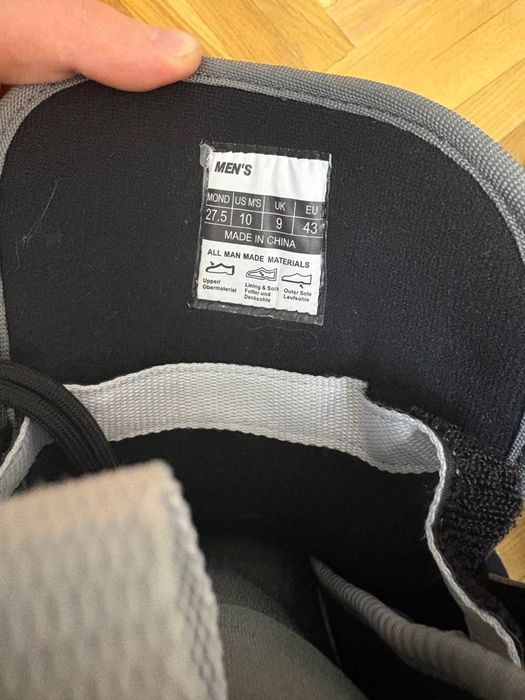 MEN'S
MOND US M'S UK EU
27.5 10 9 43
MADE IN CHINA
ALL MAN MADE MATERIALS
Upper/ Obermaterial
Lining & Sock Futter und Decksohle
Outer Sole Laufsohle